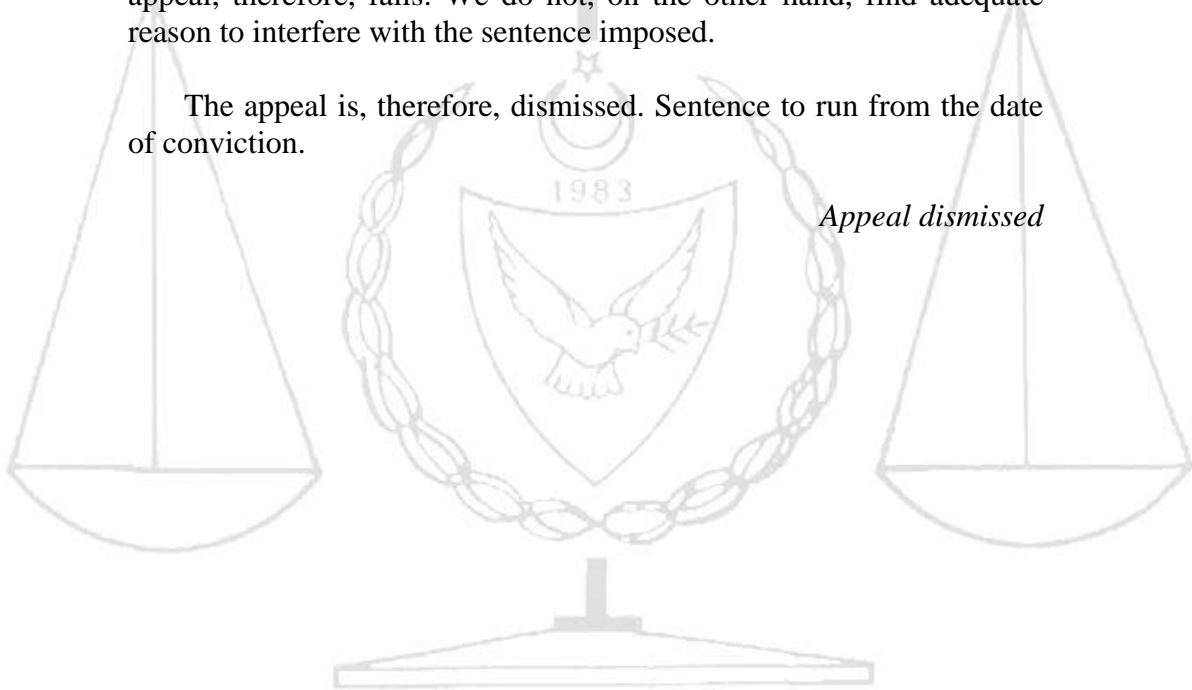 appeal, therefore, fails. We do not, on the other hand, find adequate
reason to interfere with the sentence imposed.
The appeal is, therefore, dismissed. Sentence to run from the date
of conviction.
1983
Appeal dismissed